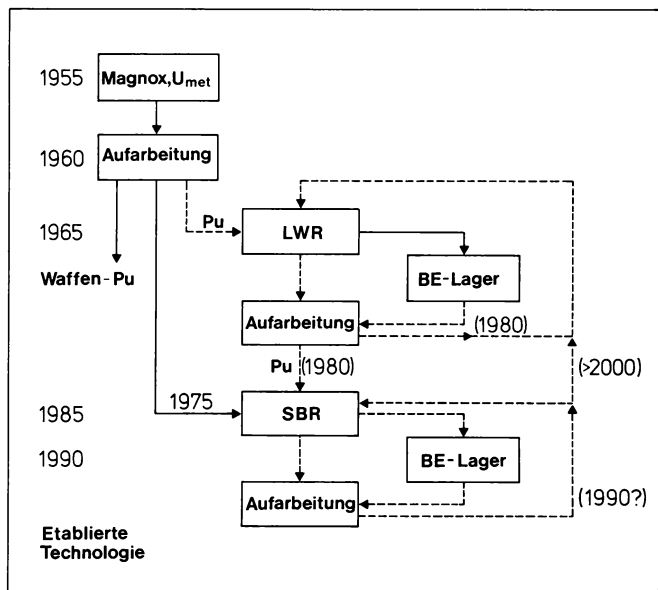 1955
Magnox,Umet
1960
Aufarbeitung
Pu
1965
LWR
Waffen-Pu
BE-Lager
Aufarbeitung
(1980)
Pu (1980)
(>2000)
1975
1985
SBR
1990
BE-Lager
Aufarbeitung
(1990?)
Etablierte
Technologie